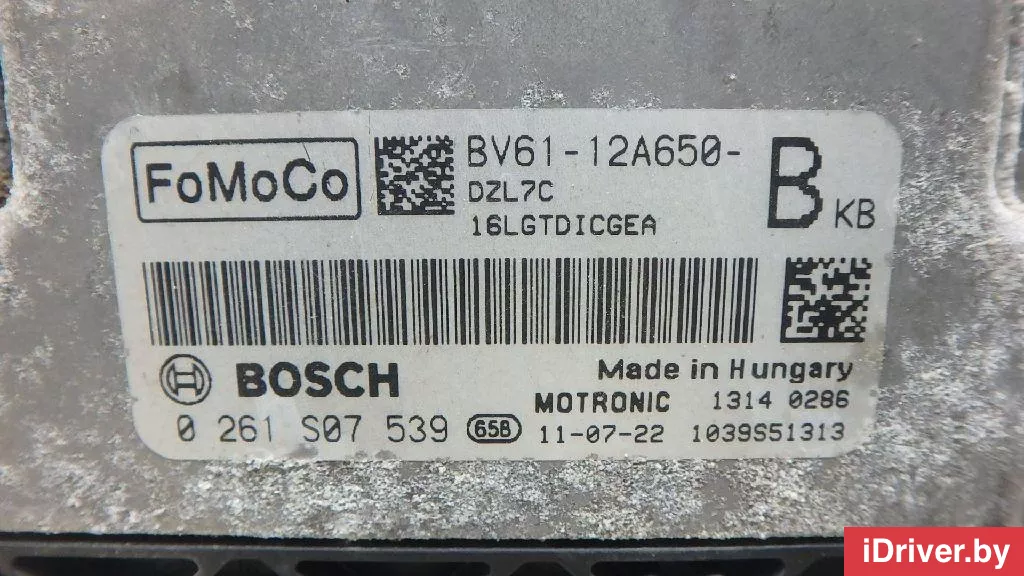 FoMoCo
BV61-12A650-
B KB
DZL7C
16LGTDICGEA
BOSCH
Made in Hungary
MOTRONIC 1314 0286
0 261 S07 539 65B 11-07-22 1039S51313
iDriver.by